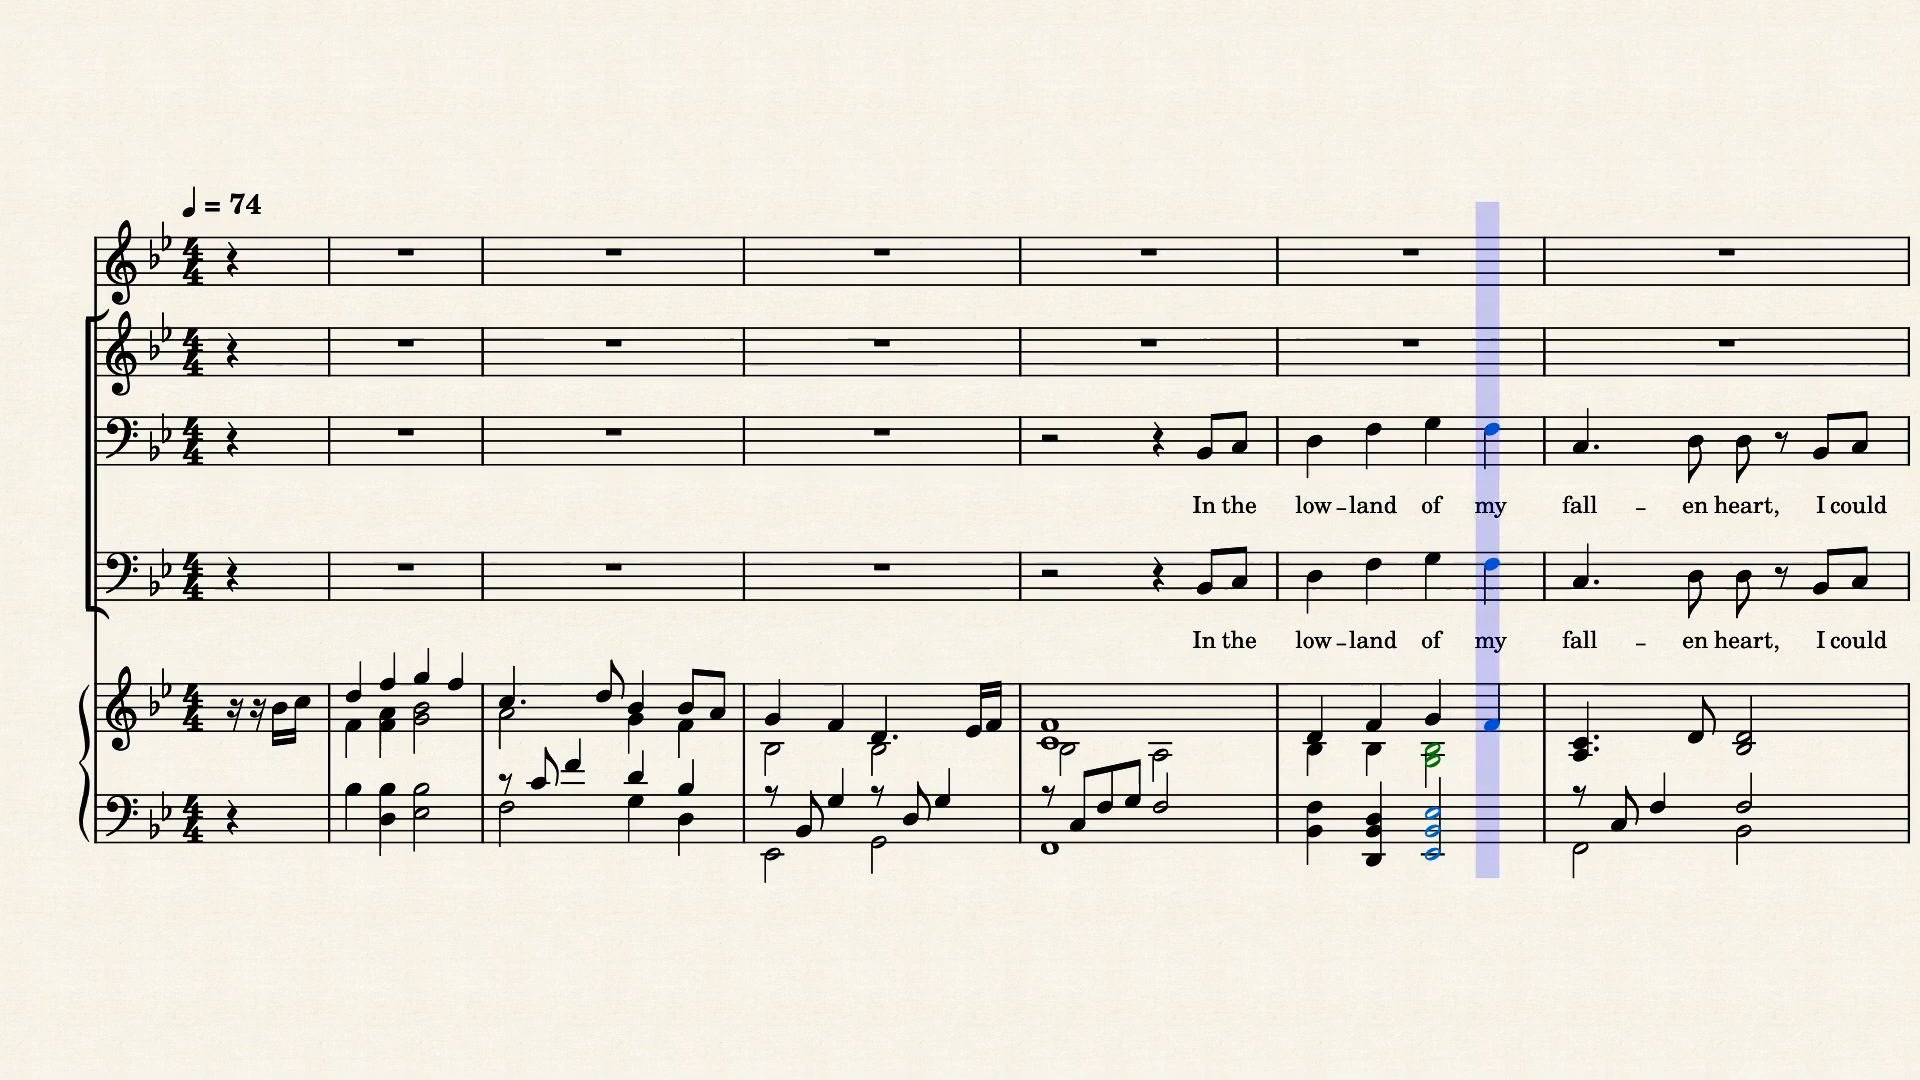 ♩ = 74
In the low-land of my fall - en heart, I could
In the low-land of my fall - en heart, I could